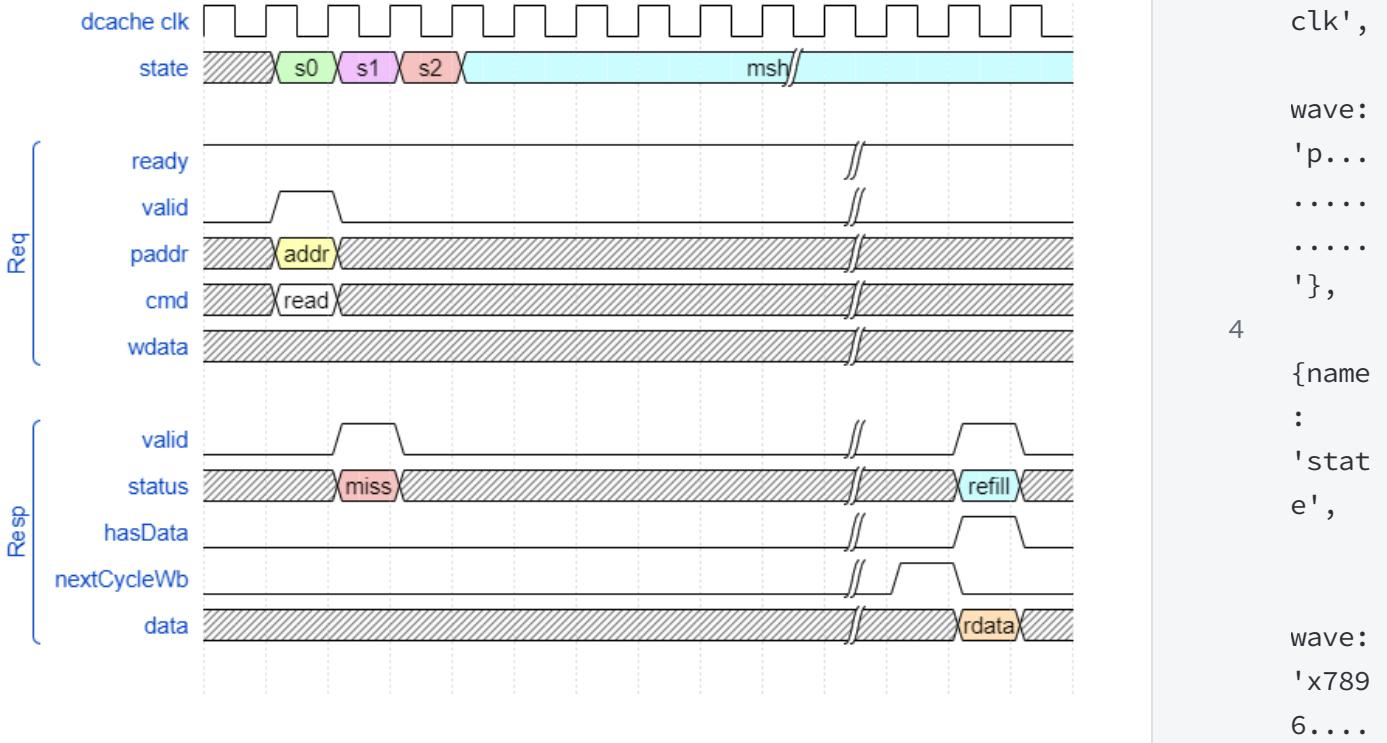 dcache clk
state s0 s1 s2 msh
Req
ready
valid
paddr addr
cmd read
wdata
Resp
valid
status miss refill
hasData
nextCycleWb
data rdata
clk',
wave:
'p...
.....
.....
'},
4
{name
:
'stat
e',
wave:
'x789
6....